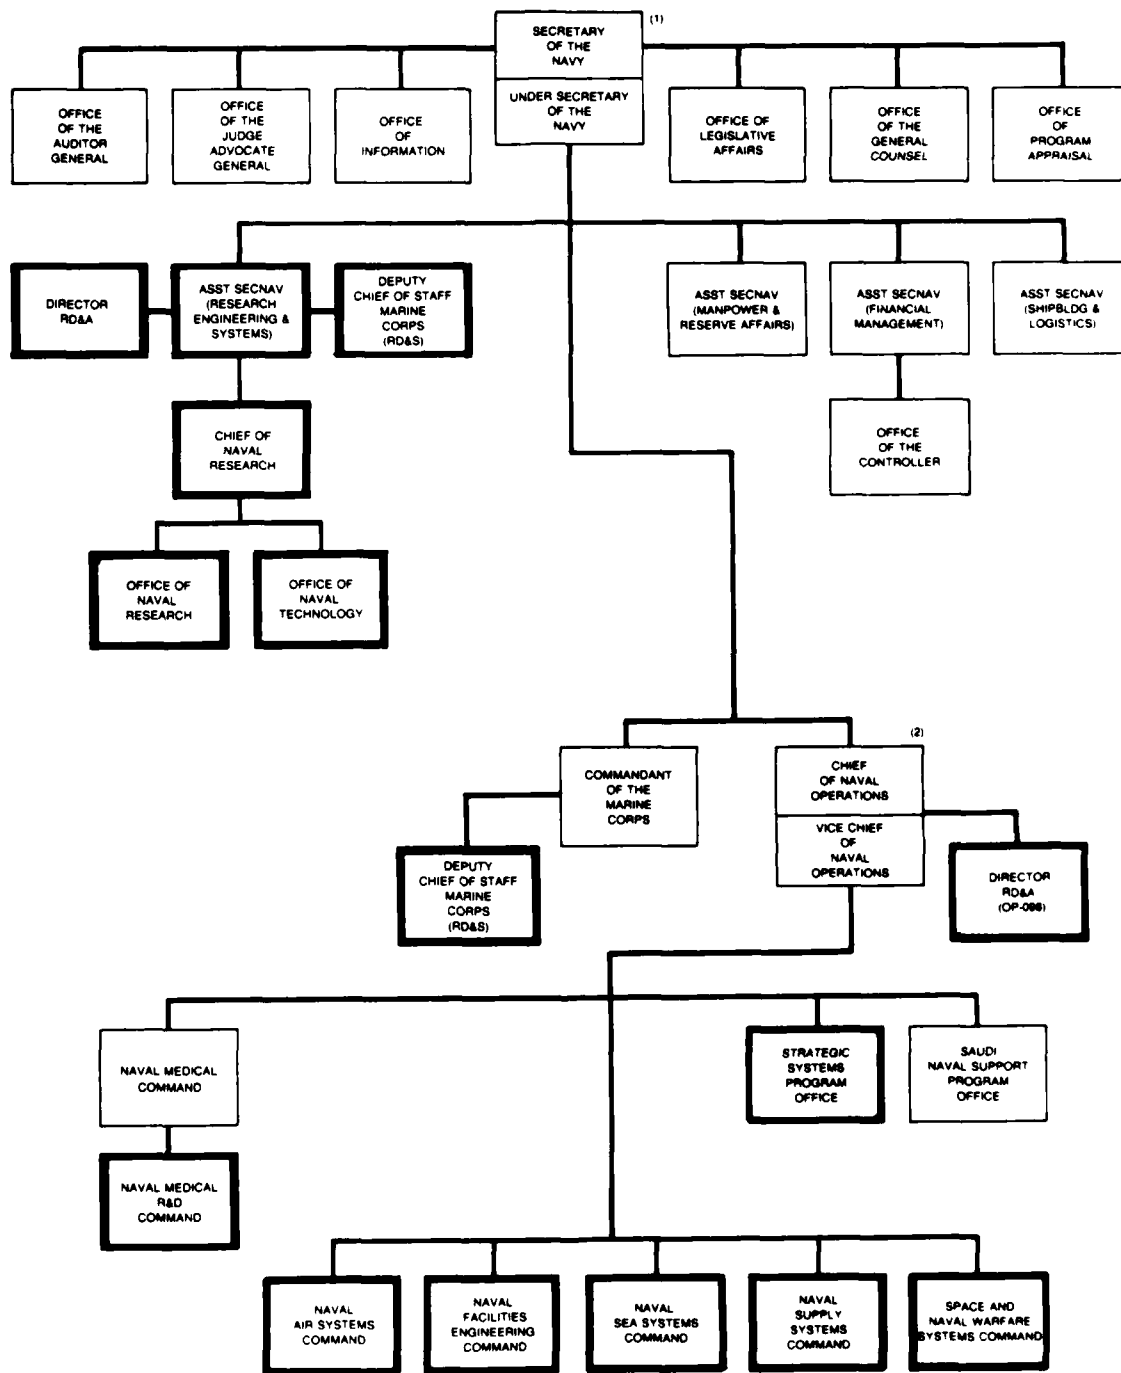 (1)
SECRETARY
OF THE
NAVY
UNDER SECRETARY
OF THE
NAVY
OFFICE
OF THE
AUDITOR
GENERAL
OFFICE
OF THE
JUDGE
ADVOCATE
GENERAL
OFFICE
OF
INFORMATION
OFFICE OF
LEGISLATIVE
AFFAIRS
OFFICE
OF THE
GENERAL
COUNSEL
OFFICE
OF
PROGRAM
APPRAISAL
DIRECTOR
RD&A
ASST SECNAV
(RESEARCH
ENGINEERING &
SYSTEMS)
DEPUTY
CHIEF OF STAFF
MARINE
CORPS
(RD&S)
ASST SECNAV
(MANPOWER &
RESERVE AFFAIRS)
ASST SECNAV
(FINANCIAL
MANAGEMENT)
ASST SECNAV
(SHIPBLDG &
LOGISTICS)
CHIEF OF
NAVAL
RESEARCH
OFFICE
OF THE
CONTROLLER
OFFICE OF
NAVAL
RESEARCH
OFFICE OF
NAVAL
TECHNOLOGY
COMMANDANT
OF THE
MARINE
CORPS
(2)
CHIEF
OF NAVAL
OPERATIONS
VICE CHIEF
OF
NAVAL
OPERATIONS
DEPUTY
CHIEF OF STAFF
MARINE
CORPS
(RD&S)
DIRECTOR
RD&A
(OP-098)
NAVAL MEDICAL
COMMAND
STRATEGIC
SYSTEMS
PROGRAM
OFFICE
SAUDI
NAVAL SUPPORT
PROGRAM
OFFICE
NAVAL MEDICAL
R&D
COMMAND
NAVAL
AIR SYSTEMS
COMMAND
NAVAL
FACILITIES
ENGINEERING
COMMAND
NAVAL
SEA SYSTEMS
COMMAND
NAVAL
SUPPLY
SYSTEMS
COMMAND
SPACE AND
NAVAL WARFARE
SYSTEMS COMMAND